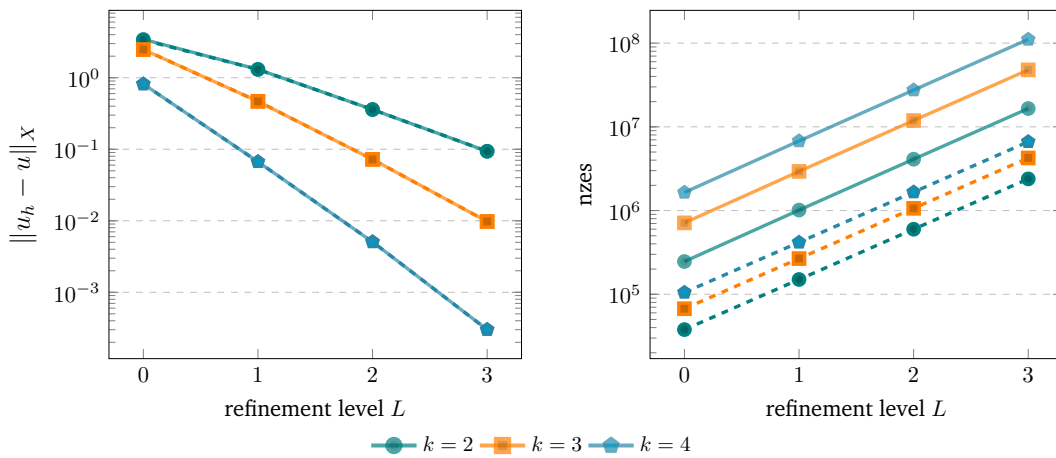 10^0
10^{-1}
10^{-2}
10^{-3}
‖u_h − u‖_X
0 1 2 3
refinement level L
10^8
10^7
10^6
10^5
nzes
0 1 2 3
refinement level L
k = 2 k = 3 k = 4